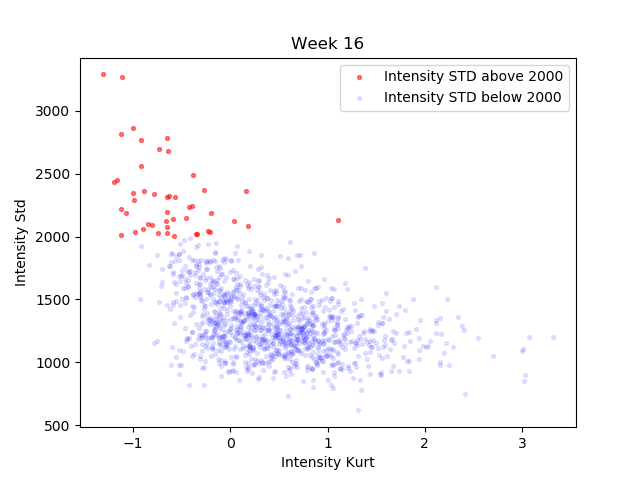 Week 16
Intensity STD above 2000
Intensity STD below 2000
3000
2500
2000
1500
1000
500
Intensity Std
−1
0
1
2
3
Intensity Kurt